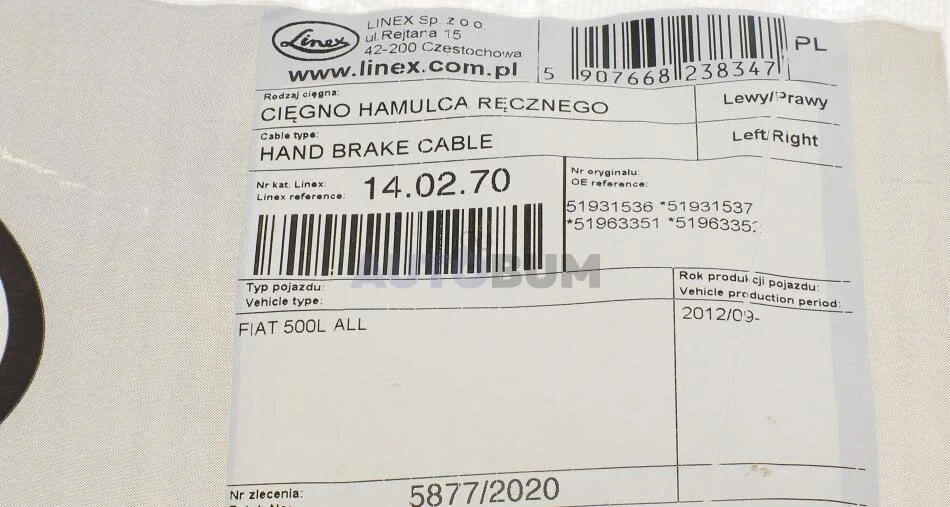 Linex
LINEX Sp. z o.o.
ul.Rejtana 15
42-200 Czestochowa
www.linex.com.pl
5 907668 238347
PL
Rodzaj cięgna:
CIĘGNO HAMULCA RĘCZNEGO
Lewy/Prawy
Cable type:
HAND BRAKE CABLE
Left/Right
Nr kat. Linex:
Linex reference:
14.02.70
Nr oryginału:
OE reference:
51931536 *51931537
*51963351 *51963352
AUTOBUM
Typ pojazdu:
Vehicle type:
Rok produkcji pojazdu:
Vehicle production period:
FIAT 500L ALL
2012/09-
Nr zlecenia:
5877/2020